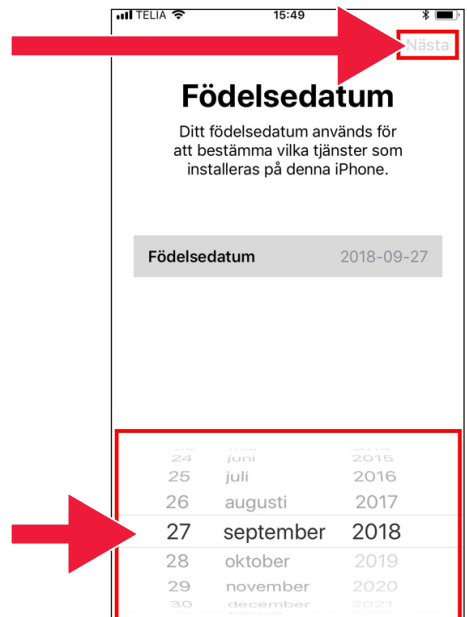 TELIA 15:49
Nästa
Födelsedatum
Ditt födelsedatum används för
att bestämma vilka tjänster som
installeras på denna iPhone.
Födelsedatum 2018-09-27
24 juni 2015
25 juli 2016
26 augusti 2017
27 september 2018
28 oktober 2019
29 november 2020
30 december 2021